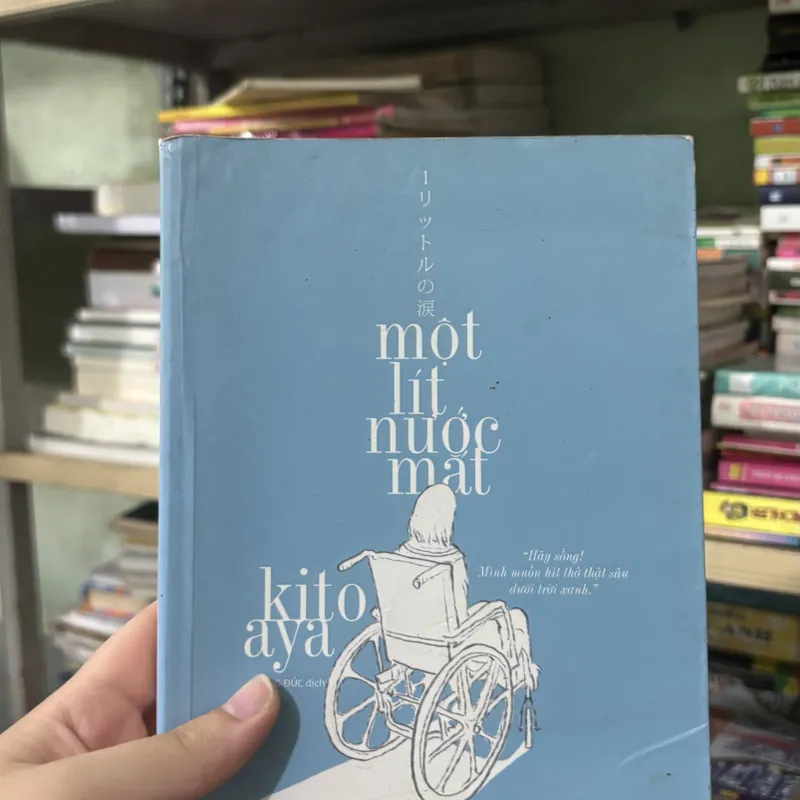 1リットルの涙
một
lít
nước
mắt
"Hãy sống!
Mình muốn hít thở thật sâu
dưới trời xanh."
kito
aya
ĐỨC dịch